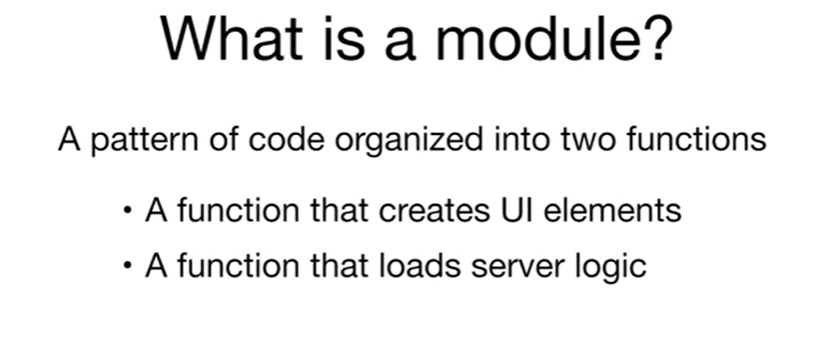 What is a module?
A pattern of code organized into two functions
• A function that creates UI elements
• A function that loads server logic